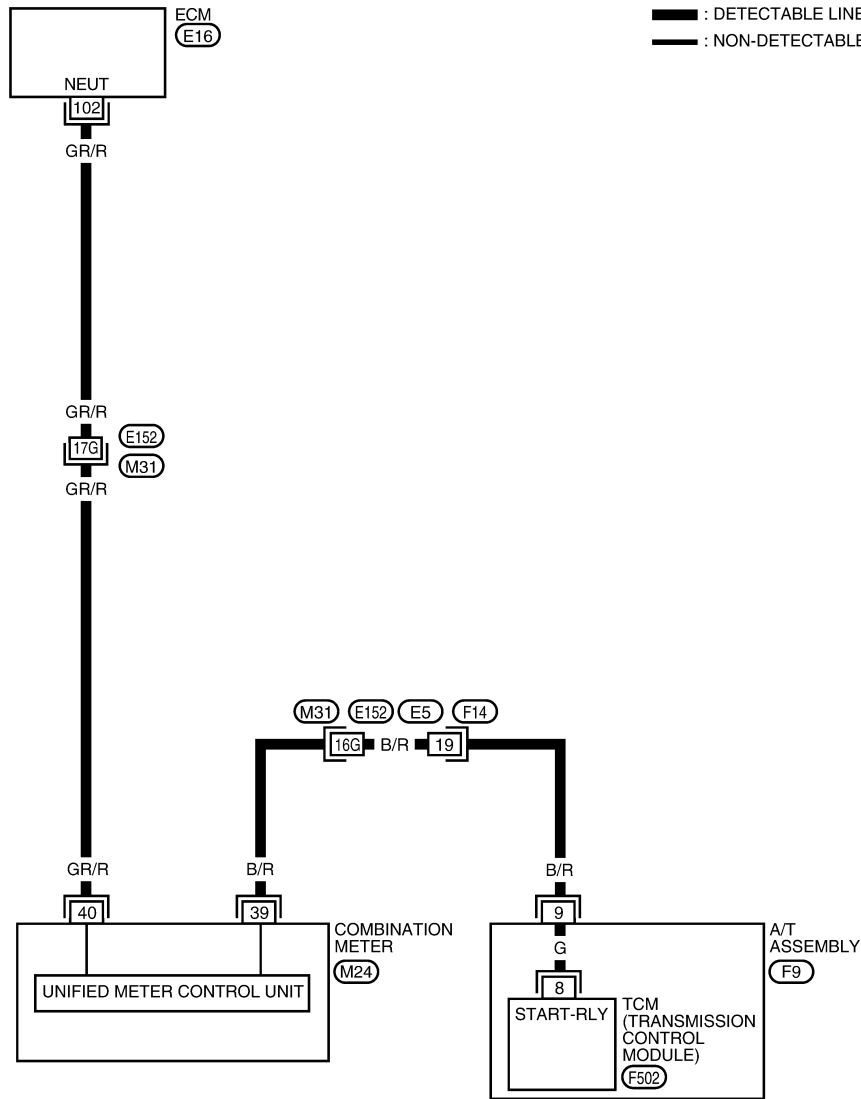 ECM
E16
: DETECTABLE LINE
: NON-DETECTABLE
NEUT
102
GR/R
GR/R
17G
E152
M31
GR/R
M31
E152
E5
F14
16G
B/R
19
GR/R
B/R
B/R
40
39
9
COMBINATION
METER
M24
UNIFIED METER CONTROL UNIT
A/T
ASSEMBLY
F9
G
8
START-RLY
TCM
(TRANSMISSION
CONTROL
MODULE)
F502